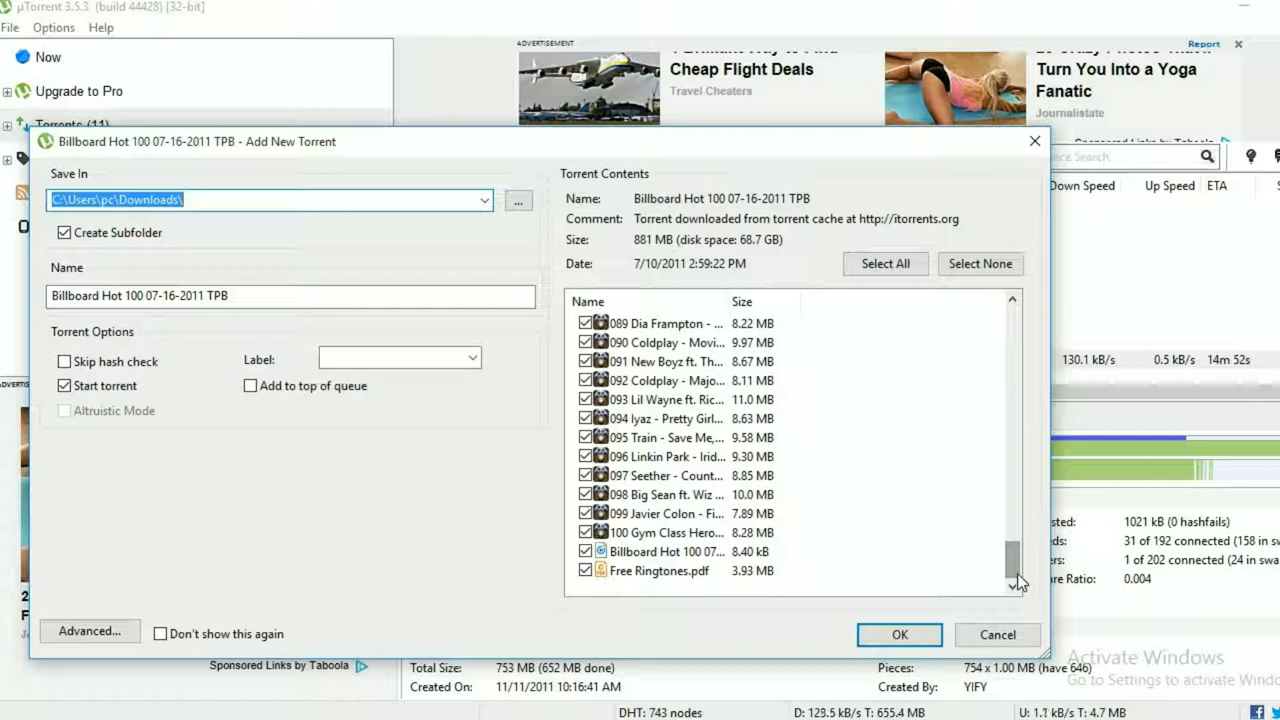 µTorrent 3.5.3 (build 44428) [32-bit]
File Options Help
Now
Upgrade to Pro
Torrents (11)
ADVERTISEMENT
Report
Cheap Flight Deals
Travel Cheaters
Turn You Into a Yoga
Fanatic
Journalistate
Sponsored Links by Taboola
Search
Down Speed Up Speed ETA
Billboard Hot 100 07-16-2011 TPB - Add New Torrent
Save In
C:\Users\pc\Downloads\
...
Create Subfolder
Name
Billboard Hot 100 07-16-2011 TPB
Torrent Options
Skip hash check
Label:
Start torrent
Add to top of queue
Altruistic Mode
Advanced...
Don't show this again
Torrent Contents
Name: Billboard Hot 100 07-16-2011 TPB
Comment: Torrent downloaded from torrent cache at http://itorrents.org
Size: 881 MB (disk space: 68.7 GB)
Date: 7/10/2011 2:59:22 PM
Select All
Select None
Name Size
089 Dia Frampton - ... 8.22 MB
090 Coldplay - Movi... 9.97 MB
091 New Boyz ft. Th... 8.67 MB
092 Coldplay - Majo... 8.11 MB
093 Lil Wayne ft. Ric... 11.0 MB
094 Iyaz - Pretty Girl... 8.63 MB
095 Train - Save Me,... 9.58 MB
096 Linkin Park - Irid... 9.30 MB
097 Seether - Count... 8.85 MB
098 Big Sean ft. Wiz ... 10.0 MB
099 Javier Colon - Fi... 7.89 MB
100 Gym Class Hero... 8.28 MB
Billboard Hot 100 07... 8.40 kB
Free Ringtones.pdf 3.93 MB
OK
Cancel
130.1 kB/s 0.5 kB/s 14m 52s
sted: 1021 kB (0 hashfails)
ds: 31 of 192 connected (158 in sw
ers: 1 of 202 connected (24 in swa
re Ratio: 0.004
Activate Windows
Go to Settings to activate Windo
Sponsored Links by Taboola
Total Size: 753 MB (652 MB done)
Pieces: 754 x 1.00 MB (have 646)
Created On: 11/11/2011 10:16:41 AM
Created By: YIFY
DHT: 743 nodes
D: 128.5 kB/s T: 655.4 MB
U: 1.1 kB/s T: 4.7 MB